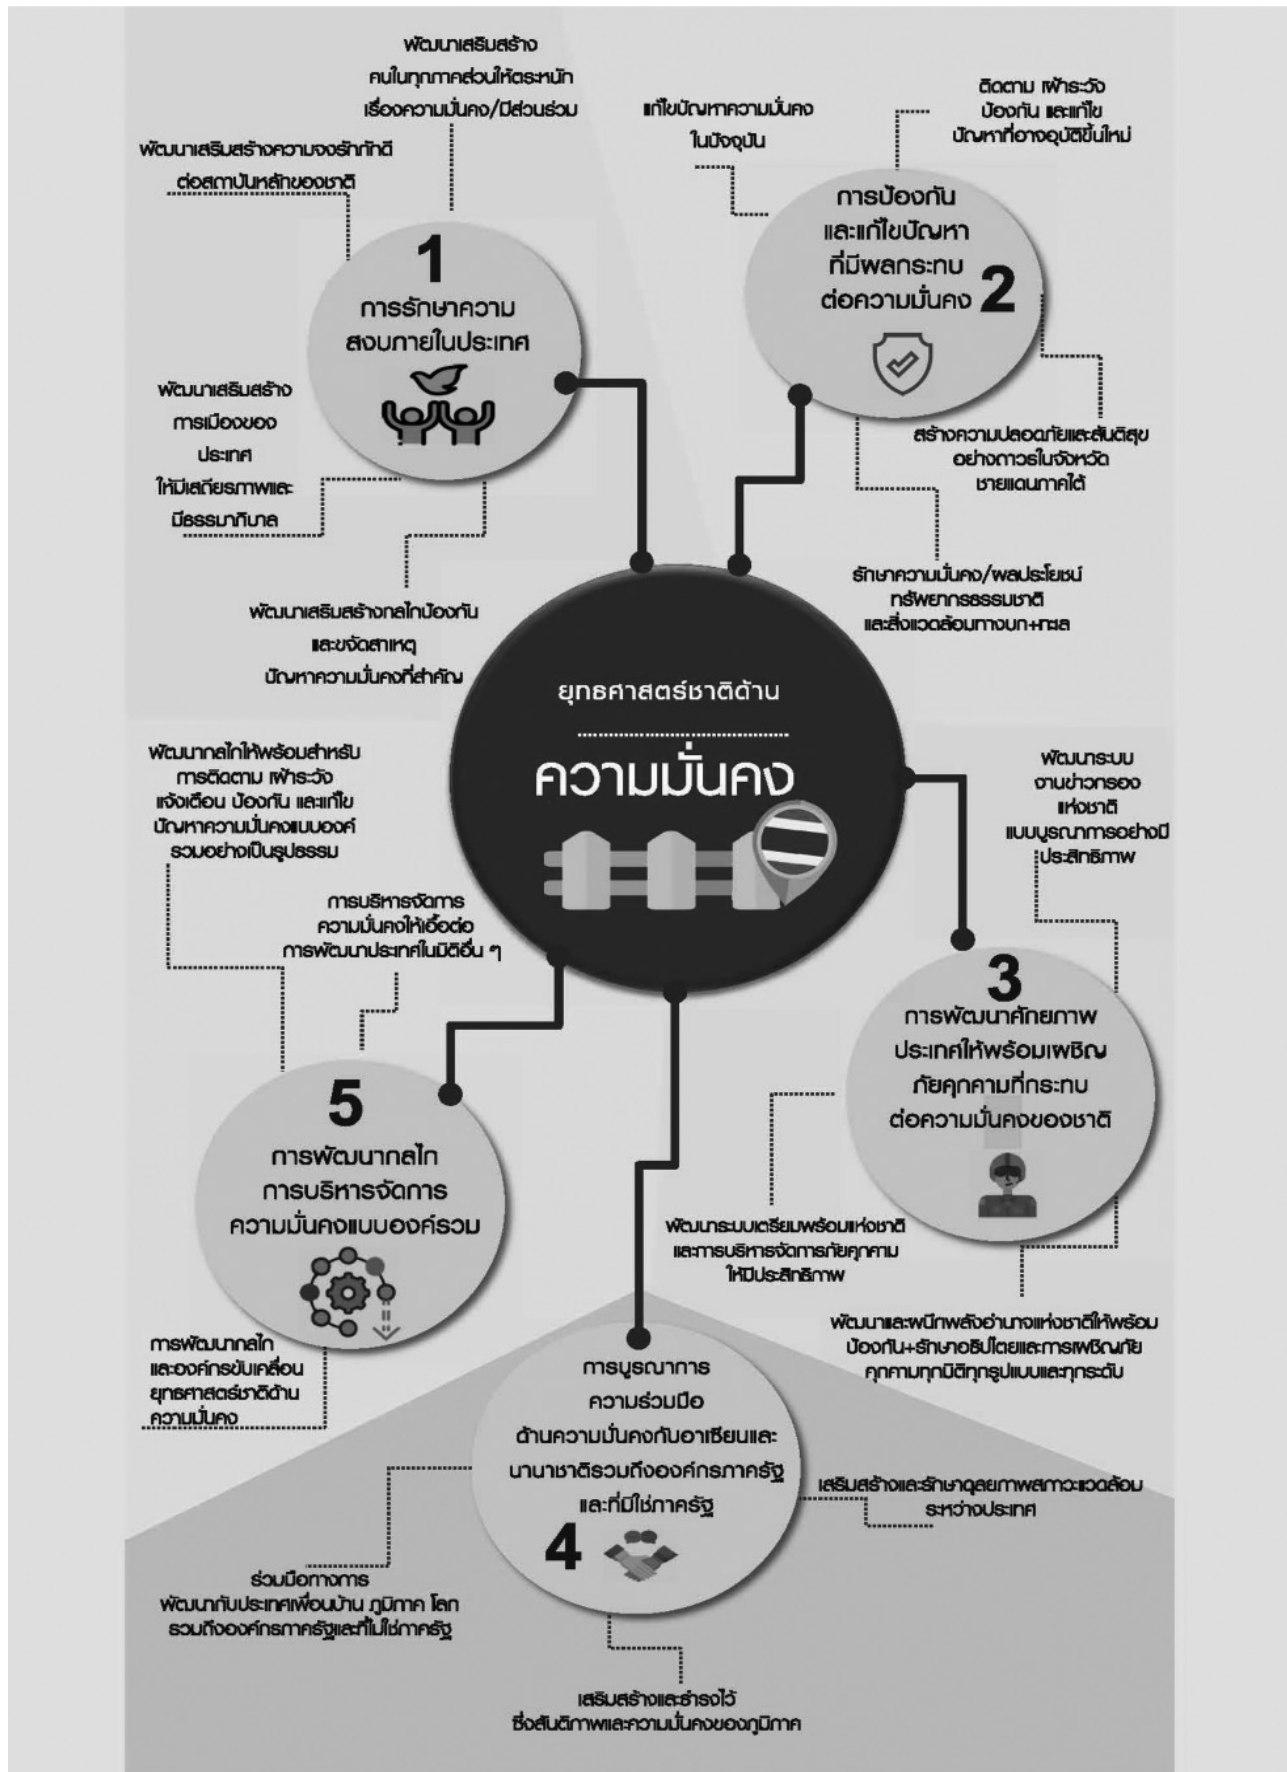 พัฒนาเสริมสร้าง
คนในทุกภาคส่วนให้ตระหนัก
เรื่องความมั่นคง/มีส่วนร่วม
พัฒนาเสริมสร้างความจงรักภักดี
ต่อสถาบันหลักของชาติ
1
การรักษาความ
สงบภายในประเทศ
พัฒนาเสริมสร้าง
การเมืองของ
ประเทศ
ให้มีเสถียรภาพและ
มีธรรมาภิบาล
พัฒนาเสริมสร้างกลไกป้องกัน
และขจัดสาเหตุ
ปัญหาความมั่นคงที่สำคัญ
แก้ไขปัญหาความมั่นคง
ในปัจจุบัน
ติดตาม เฝ้าระวัง
ป้องกัน และแก้ไข
ปัญหาที่อาจอุบัติขึ้นใหม่
การป้องกัน
และแก้ไขปัญหา
ที่มีผลกระทบ
ต่อความมั่นคง 2
สร้างความปลอดภัยและสันติสุข
อย่างถาวรในจังหวัด
ชายแดนภาคใต้
รักษาความมั่นคง/ผลประโยชน์
ทรัพยากรธรรมชาติ
และสิ่งแวดล้อมทางบก+ทะล
ยุทธศาสตร์ชาติด้าน
ความมั่นคง
พัฒนาระบบ
งานข่าวกรอง
แห่งชาติ
แบบบูรณาการอย่างมี
ประสิทธิภาพ
3
การพัฒนาศักยภาพ
ประเทศให้พร้อมเผชิญ
ภัยคุกคามที่กระทบ
ต่อความมั่นคงของชาติ
พัฒนาระบบเตรียมพร้อมแห่งชาติ
และการบริหารจัดการภัยคุกคาม
ให้มีประสิทธิภาพ
พัฒนาและผนึกพลังอำนาจแห่งชาติให้พร้อม
ป้องกัน+รักษาอธิปไตยและการเผชิญภัย
คุกคามทุกมิติทุกรูปแบบและทุกระดับ
พัฒนากลไกให้พร้อมสำหรับ
การติดตาม เฝ้าระวัง
แจ้งเตือน ป้องกัน และแก้ไข
ปัญหาความมั่นคงแบบองค์
รวมอย่างเป็นรูปธรรม
การบริหารจัดการ
ความมั่นคงให้เอื้อต่อ
การพัฒนาประเทศในมิติอื่น ๆ
5
การพัฒนากลไก
การบริหารจัดการ
ความมั่นคงแบบองค์รวม
การพัฒนากลไก
และองค์กรขับเคลื่อน
ยุทธศาสตร์ชาติด้าน
ความมั่นคง
การบูรณาการ
ความร่วมมือ
ด้านความมั่นคงกับอาเซียนและ
นานาชาติรวมถึงองค์กรภาครัฐ
และที่มิใช่ภาครัฐ
4
เสริมสร้างและรักษาดุลยภาพสภาวะแวดล้อม
ระหว่างประเทศ
ร่วมมือทางการ
พัฒนากับประเทศเพื่อนบ้าน ภูมิภาค โลก
รวมถึงองค์กรภาครัฐและที่ไม่ใช่ภาครัฐ
เสริมสร้างและธำรงไว้
ซึ่งสันติภาพและความมั่นคงของภูมิภาค